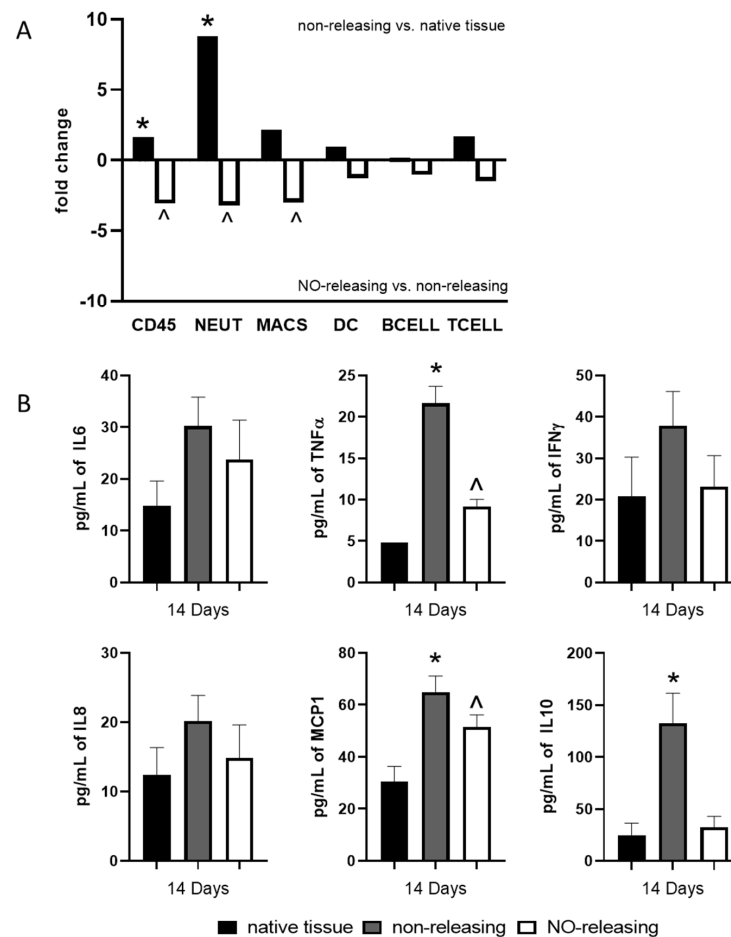 A
non-releasing vs. native tissue
fold change
10
5
0
-5
-10
*
*
^
^
^
NO-releasing vs. non-releasing
CD45 NEUT MACS DC BCELL TCELL
B
pg/mL of IL6
40
30
20
10
0
14 Days
pg/mL of TNFα
25
20
15
10
5
0
*
^
14 Days
pg/mL of IFNγ
50
40
30
20
10
0
14 Days
pg/mL of IL8
30
20
10
0
14 Days
pg/mL of MCP1
80
60
40
20
0
*
^
14 Days
pg/mL of IL10
200
150
100
50
0
*
14 Days
native tissue non-releasing NO-releasing